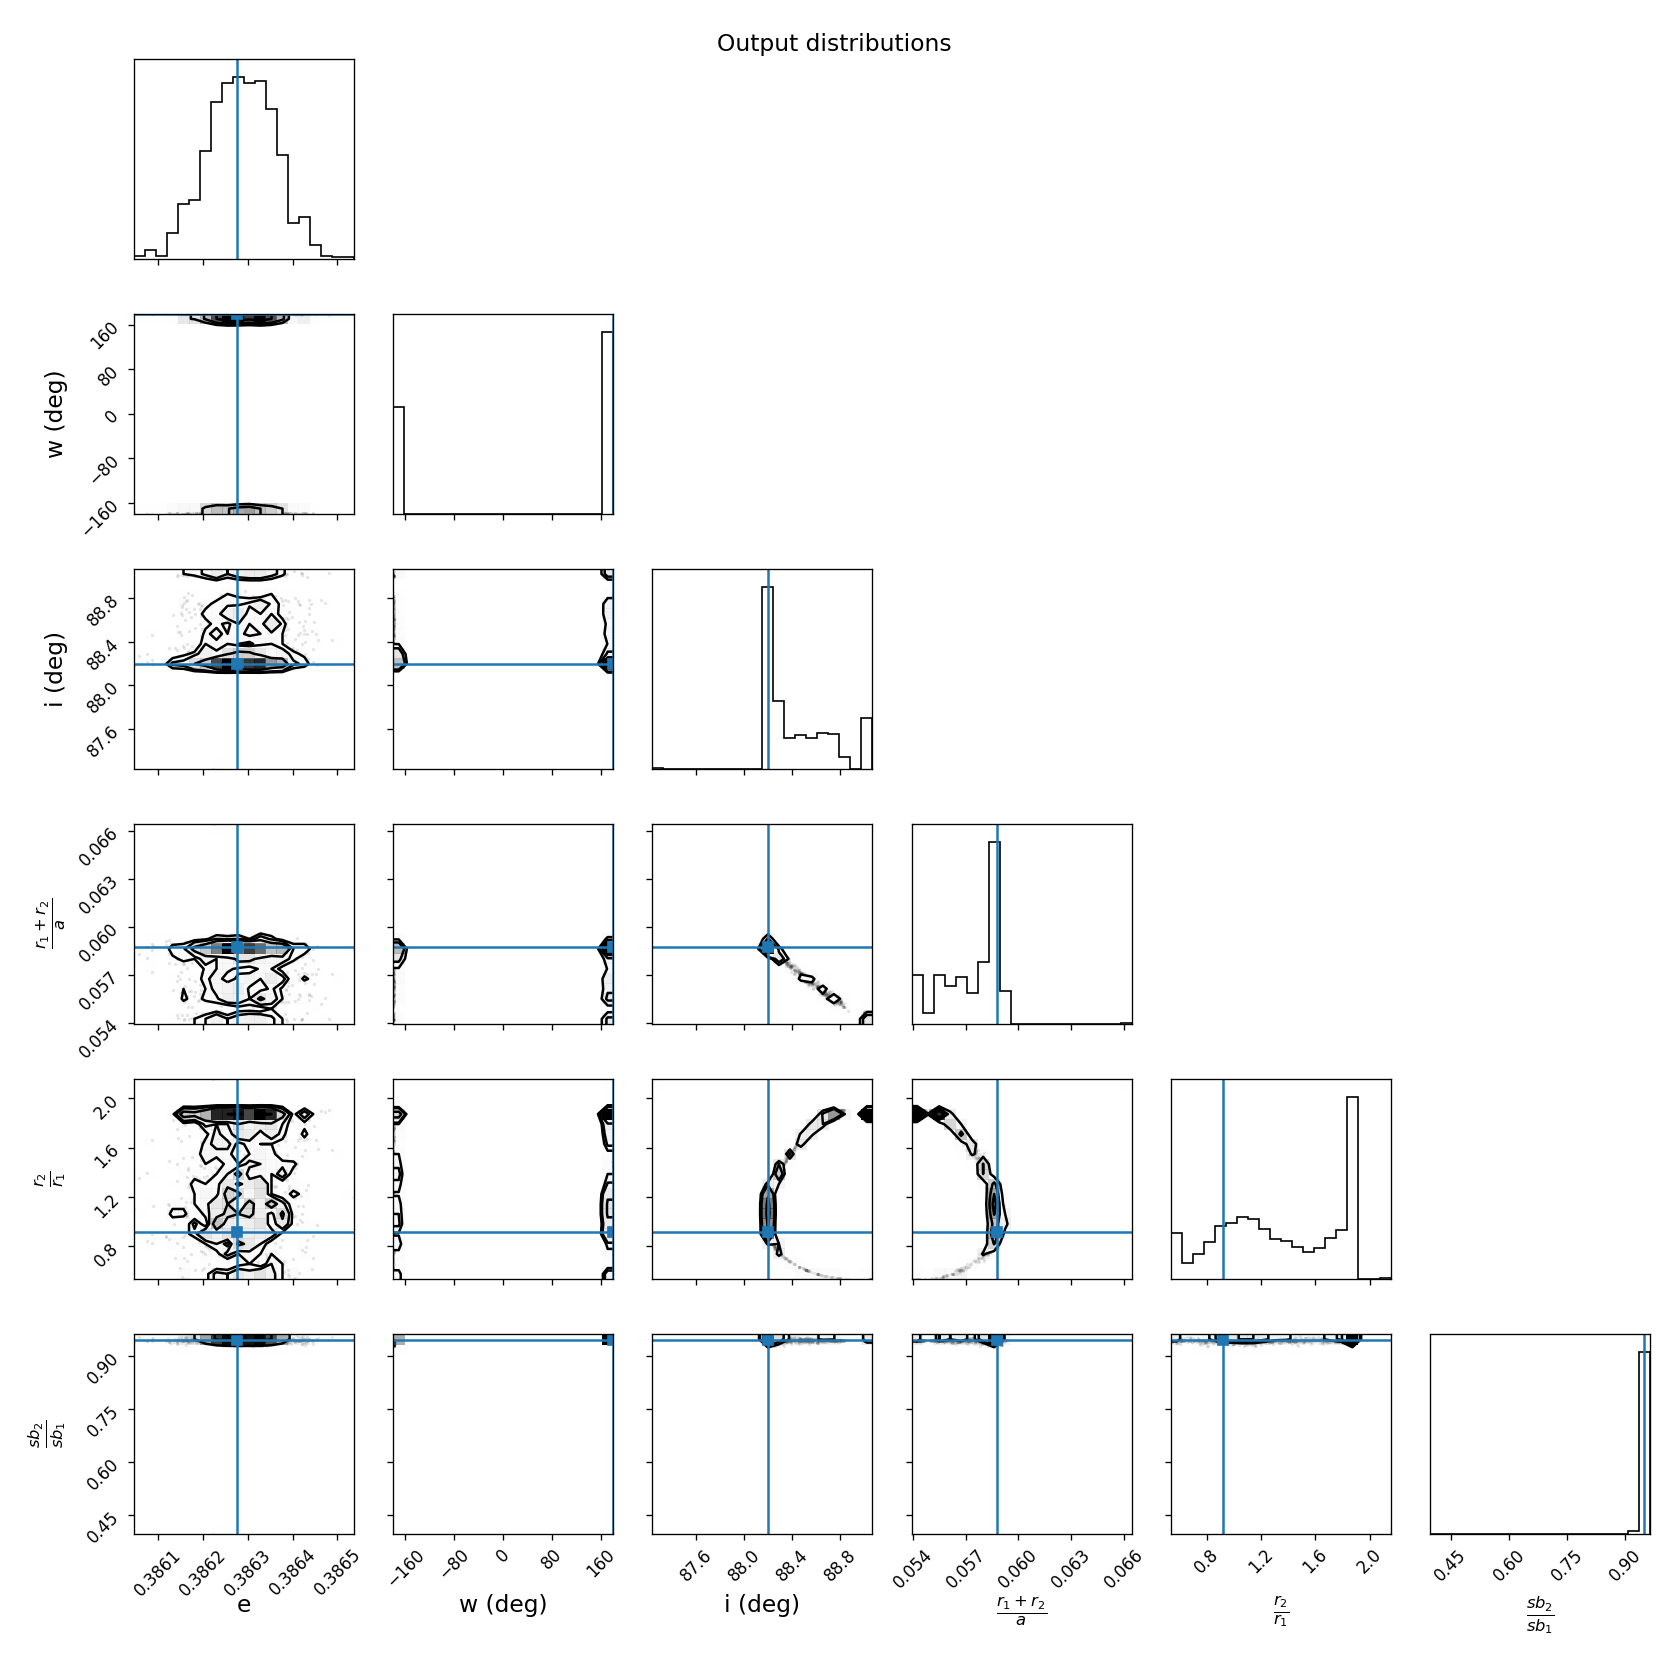 Output distributions
160
80
0
−80
−160
w (deg)
88.8
88.4
88.0
87.6
i (deg)
0.066
0.063
0.060
0.057
0.054
r₁ + r₂
a
2.0
1.6
1.2
0.8
r₂
r₁
0.90
0.75
0.60
0.45
sb₂
sb₁
0.3861 0.3862 0.3863 0.3864 0.3865
−160 −80 0 80 160
87.6 88.0 88.4 88.8
0.054 0.057 0.060 0.063 0.066
0.8 1.2 1.6 2.0
0.45 0.60 0.75 0.90
e
w (deg)
i (deg)
r₁ + r₂
a
r₂
r₁
sb₂
sb₁